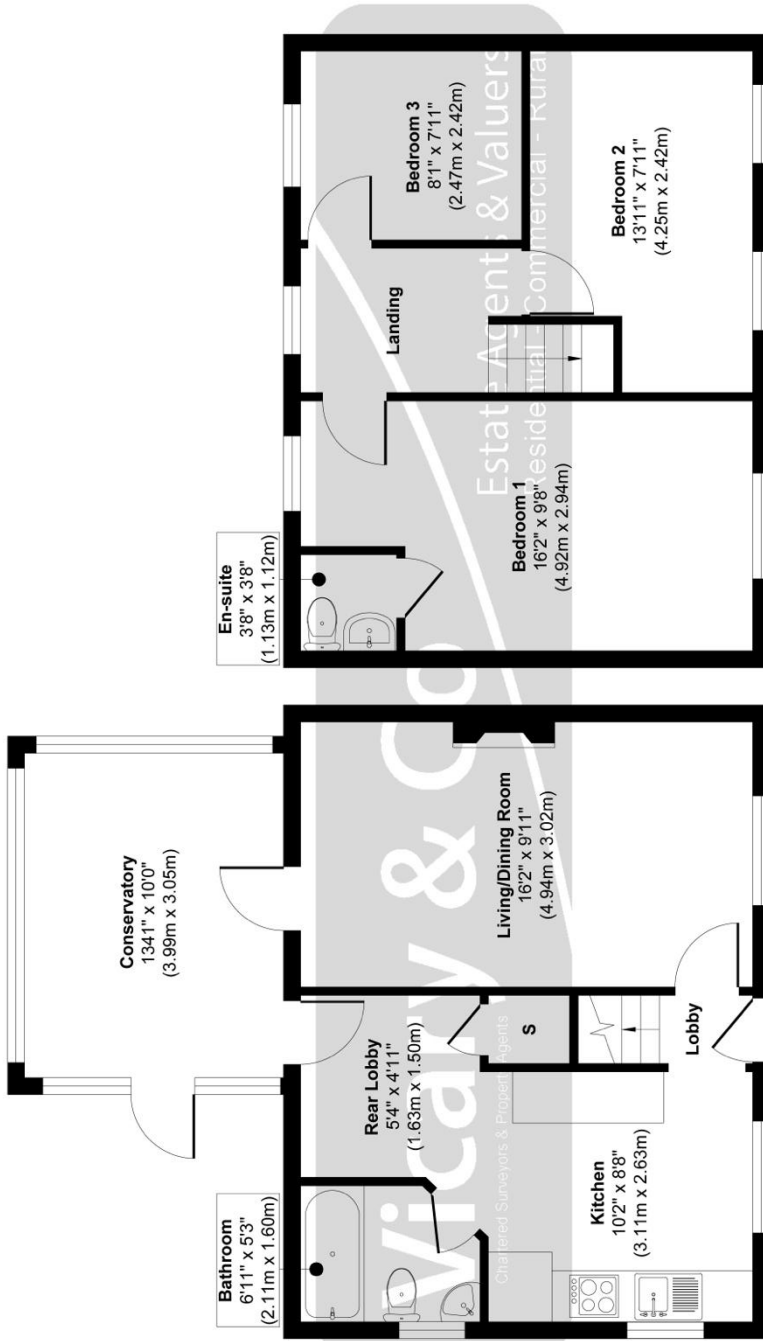 Conservatory
1341" x 10'0"
(3.99m x 3.05m)
Bathroom
6'11" x 5'3"
(2.11m x 1.60m)
Rear Lobby
5'4" x 4'11"
(1.63m x 1.50m)
S
Living/Dining Room
16'2" x 9'11"
(4.94m x 3.02m)
Kitchen
10'2" x 8'8"
(3.11m x 2.63m)
Lobby
En-suite
3'8" x 3'8"
(1.13m x 1.12m)
Landing
Bedroom 1
16'2" x 9'8"
(4.92m x 2.94m)
Bedroom 3
8'1" x 7'11"
(2.47m x 2.42m)
Bedroom 2
13'11" x 7'11"
(4.25m x 2.42m)
Vicary & Co
Chartered Surveyors & Property Agents
Estate Agents & Valuers
Residential - Commercial - Rural